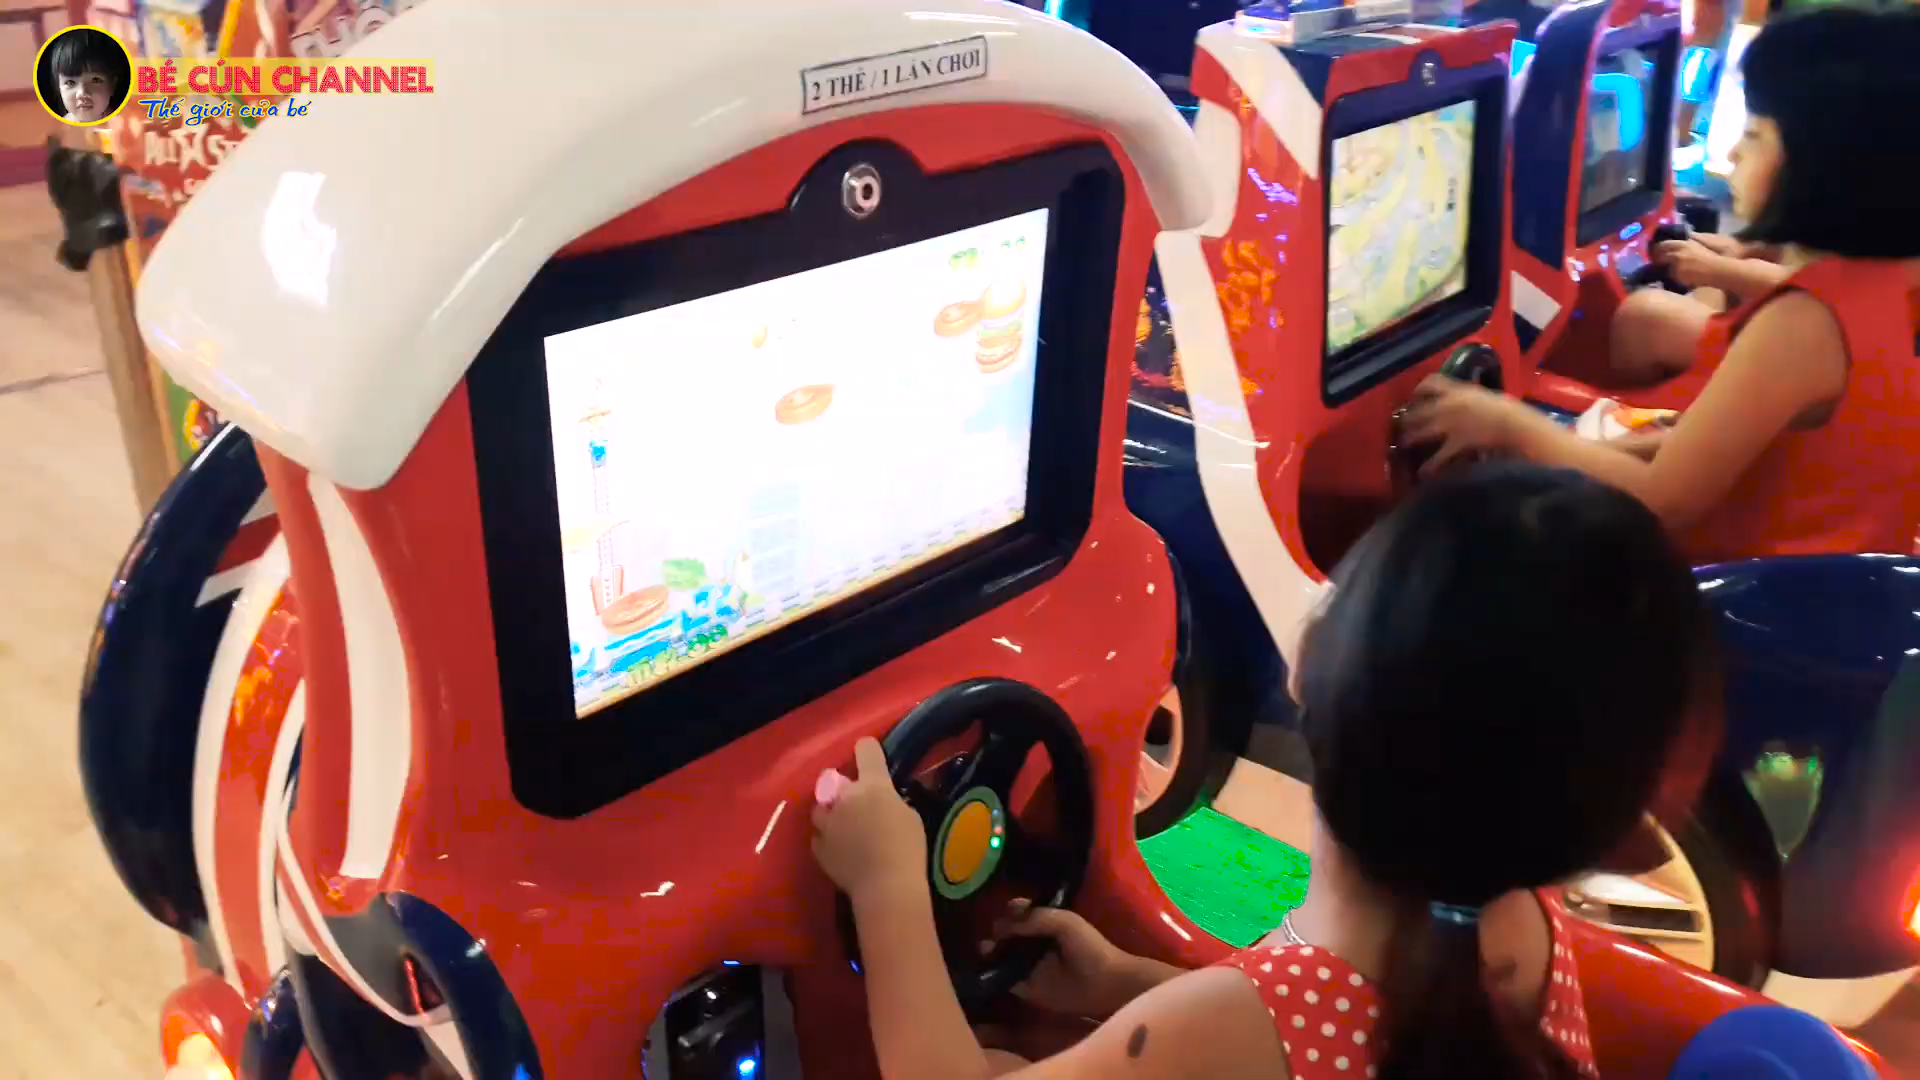 BÉ CÚN CHANNEL
Thế giới của bé
2 THẺ / 1 LẦN CHƠI